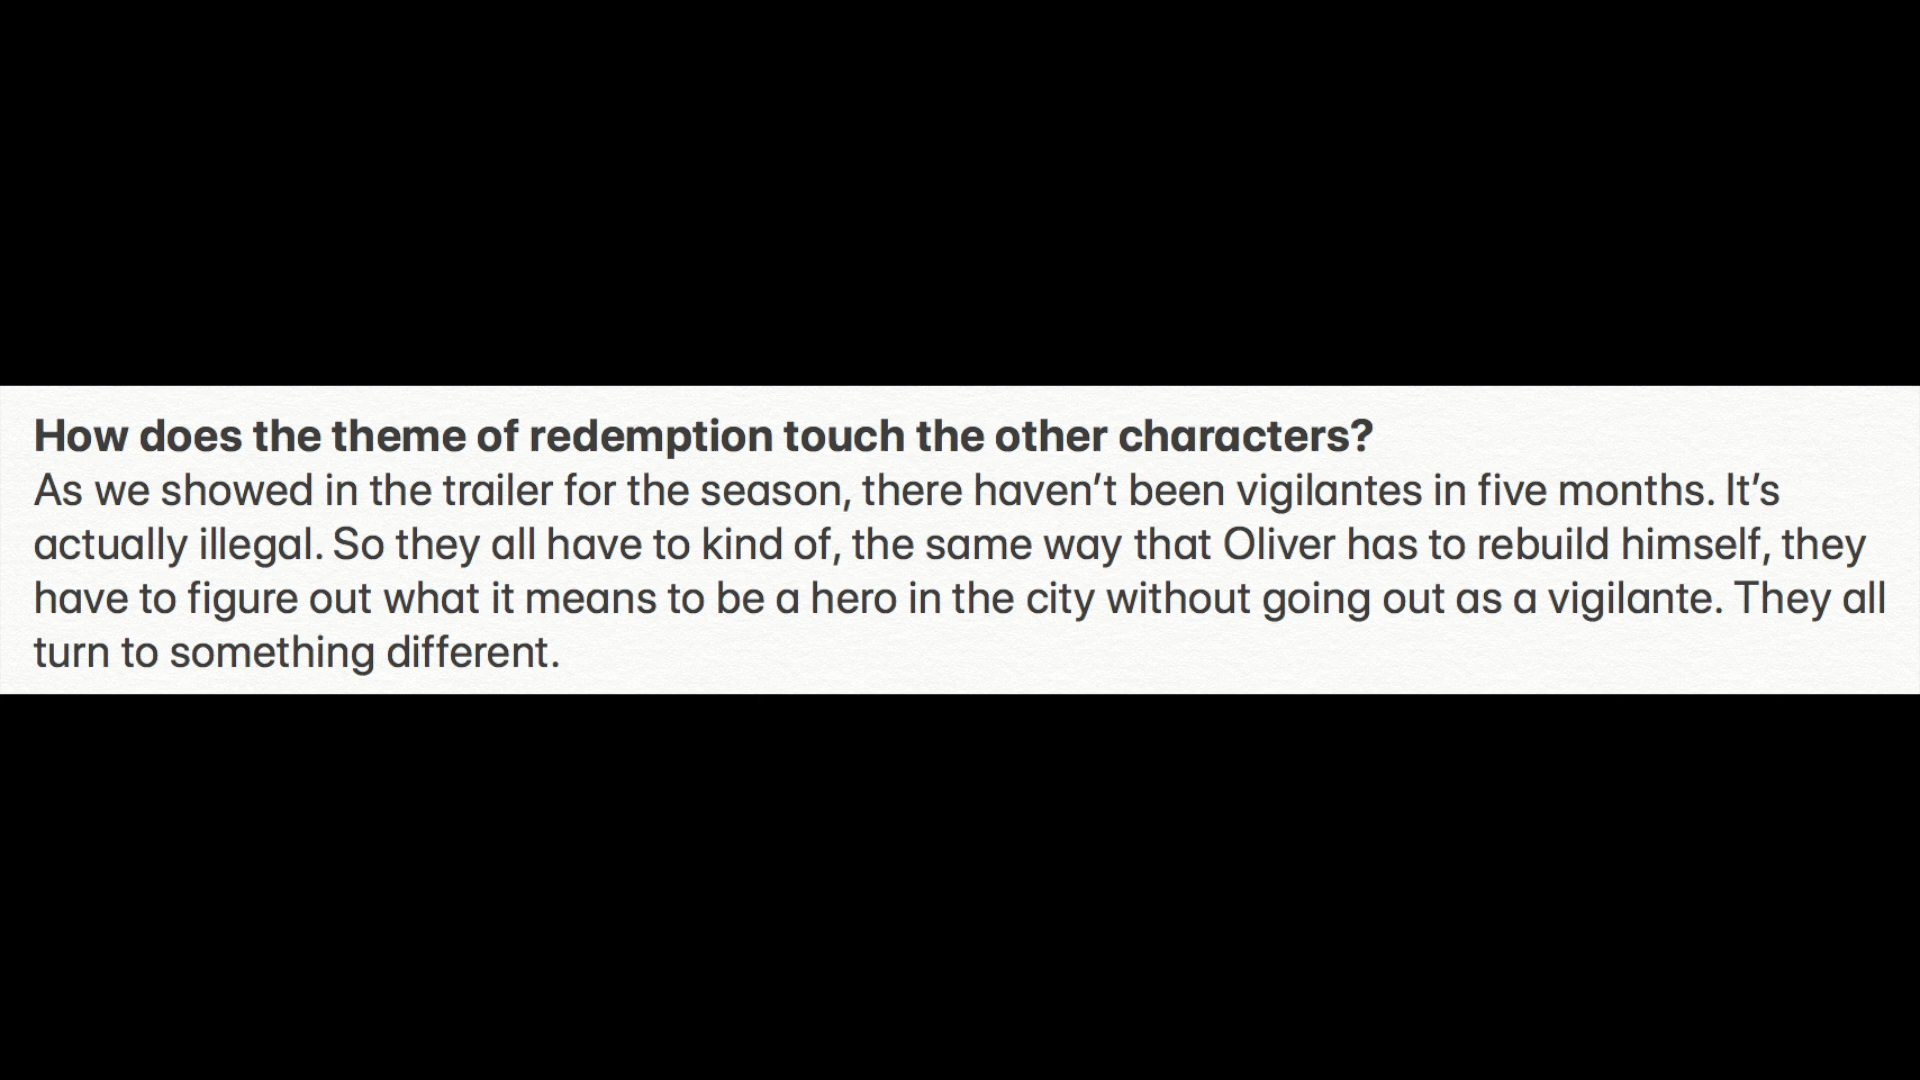 How does the theme of redemption touch the other characters?
As we showed in the trailer for the season, there haven’t been vigilantes in five months. It’s
actually illegal. So they all have to kind of, the same way that Oliver has to rebuild himself, they
have to figure out what it means to be a hero in the city without going out as a vigilante. They all
turn to something different.